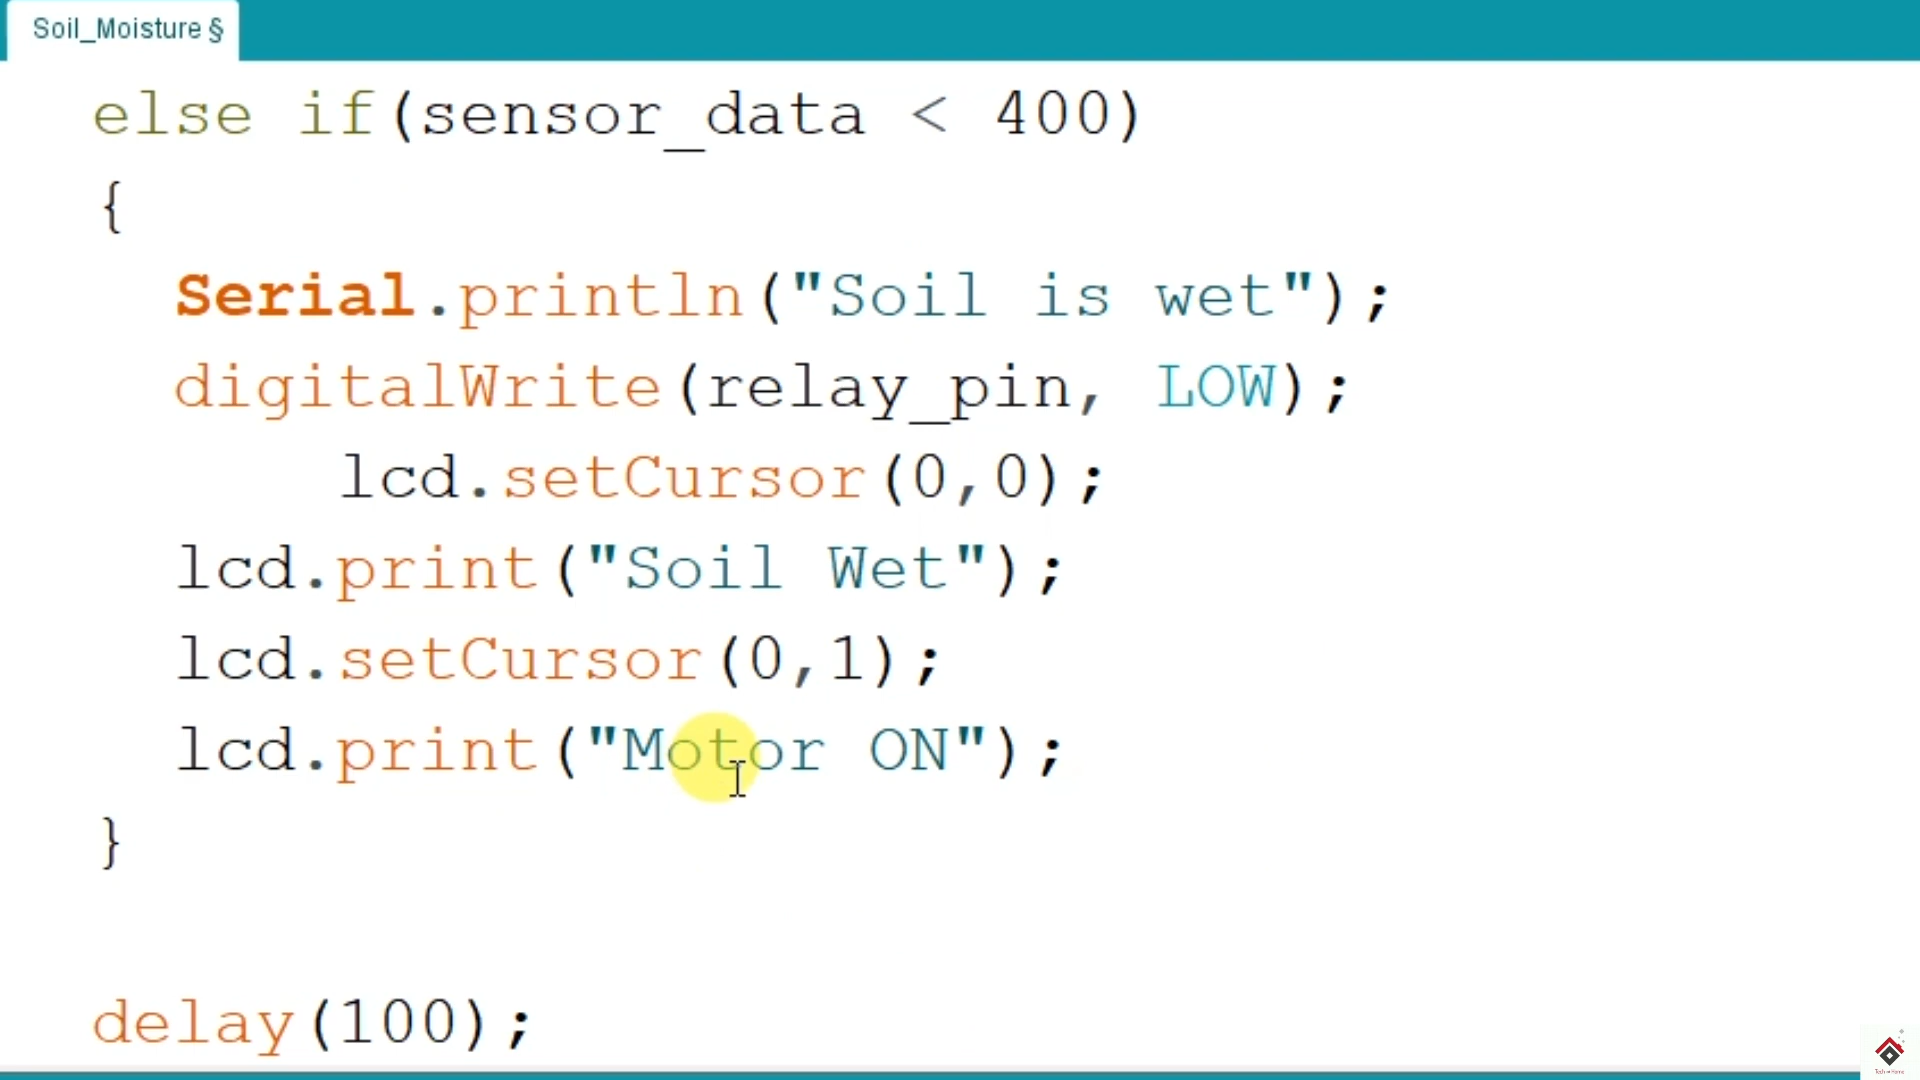 Soil_Moisture §
else if(sensor_data < 400)
{
Serial.println("Soil is wet");
digitalWrite(relay_pin, LOW);
lcd.setCursor(0,0);
lcd.print("Soil Wet");
lcd.setCursor(0,1);
lcd.print("Motor ON");
}
delay(100);